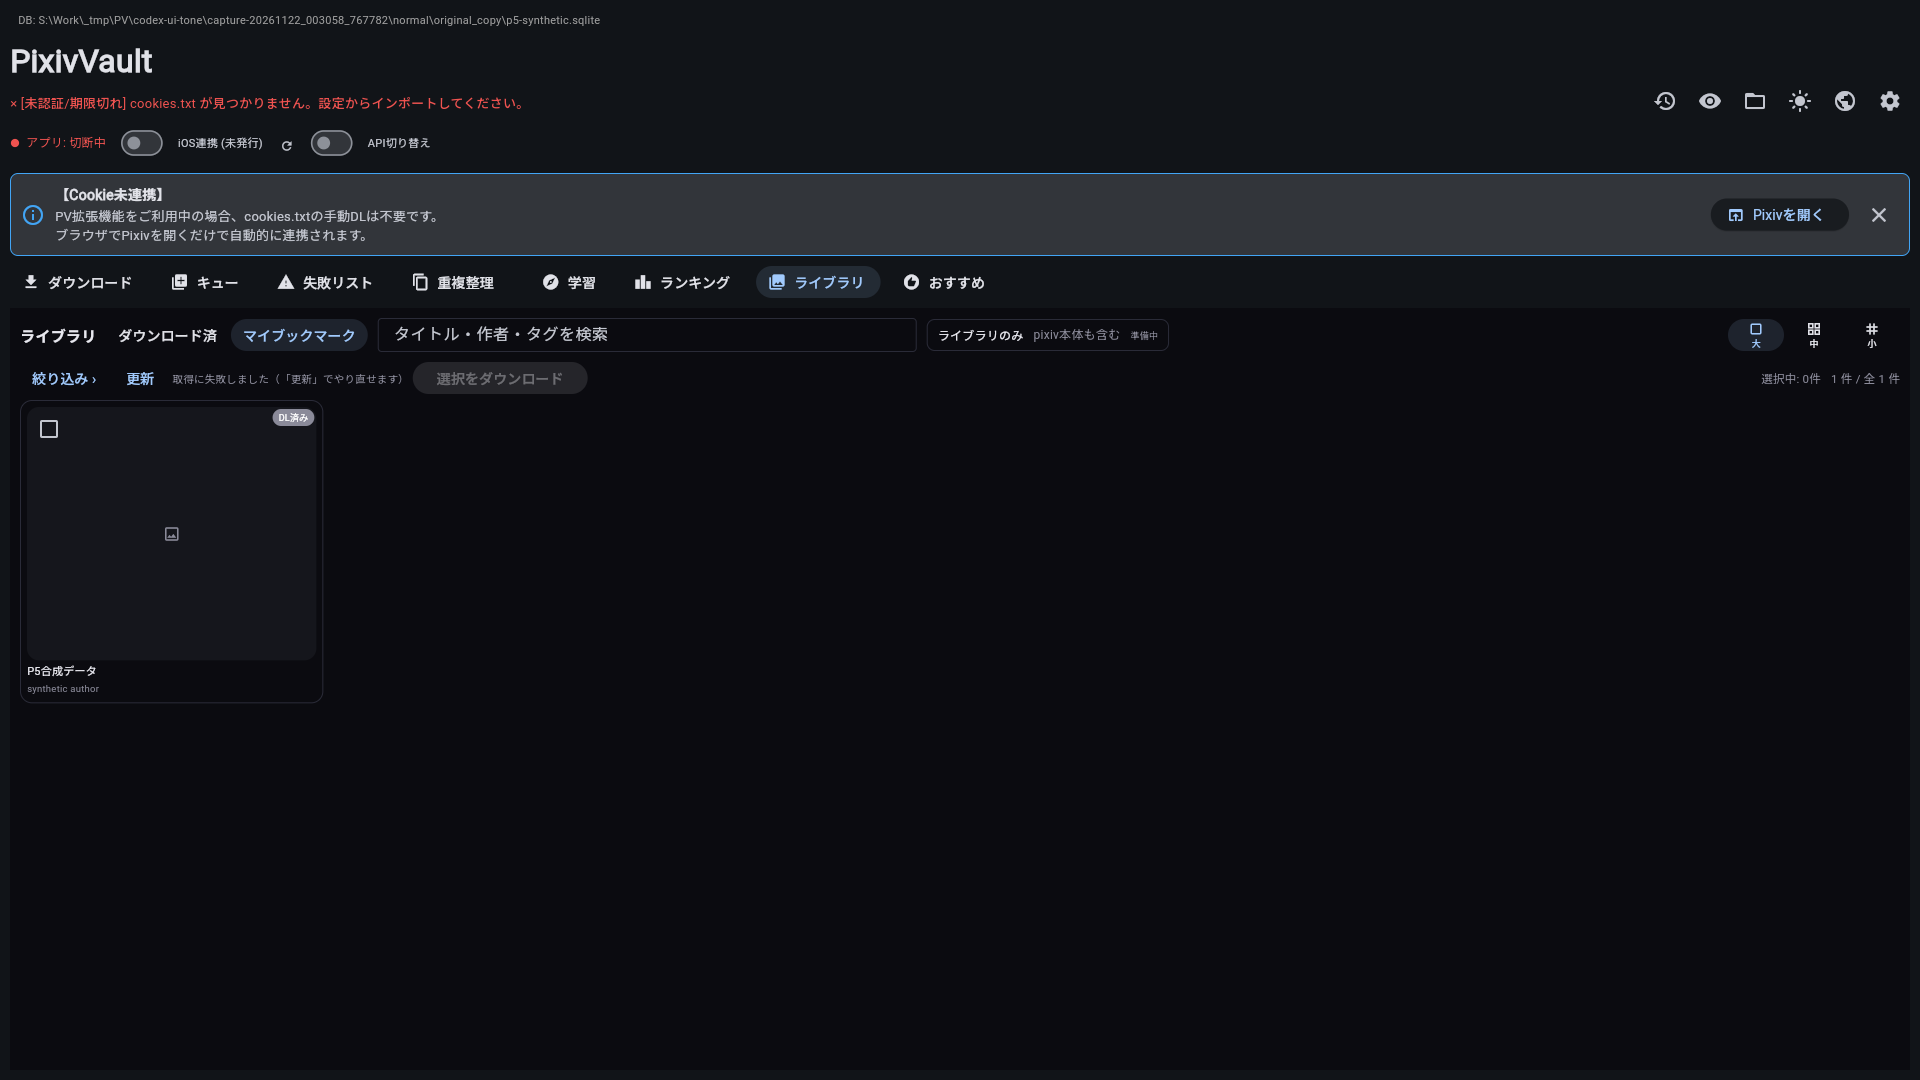 DB: S:\Work\_tmp\PV\codex-ui-tone\capture-20261122_003058_767782\normal\original_copy\p5-synthetic.sqlite
PixivVault
× [未認証/期限切れ] cookies.txt が見つかりません。設定からインポートしてください。
アプリ: 切断中 iOS連携 (未発行) API切り替え
【Cookie未連携】
PV拡張機能をご利用中の場合、cookies.txtの手動DLは不要です。
ブラウザでPixivを開くだけで自動的に連携されます。
Pixivを開く
ダウンロード キュー 失敗リスト 重複整理 学習 ランキング ライブラリ おすすめ
ライブラリ ダウンロード済 マイブックマーク タイトル・作者・タグを検索 ライブラリのみ pixiv本体も含む 準備中 大 中 小
絞り込み › 更新 取得に失敗しました（「更新」でやり直せます） 選択をダウンロード 選択中: 0件 1 件 / 全 1 件
DL済み
P5合成データ
synthetic author